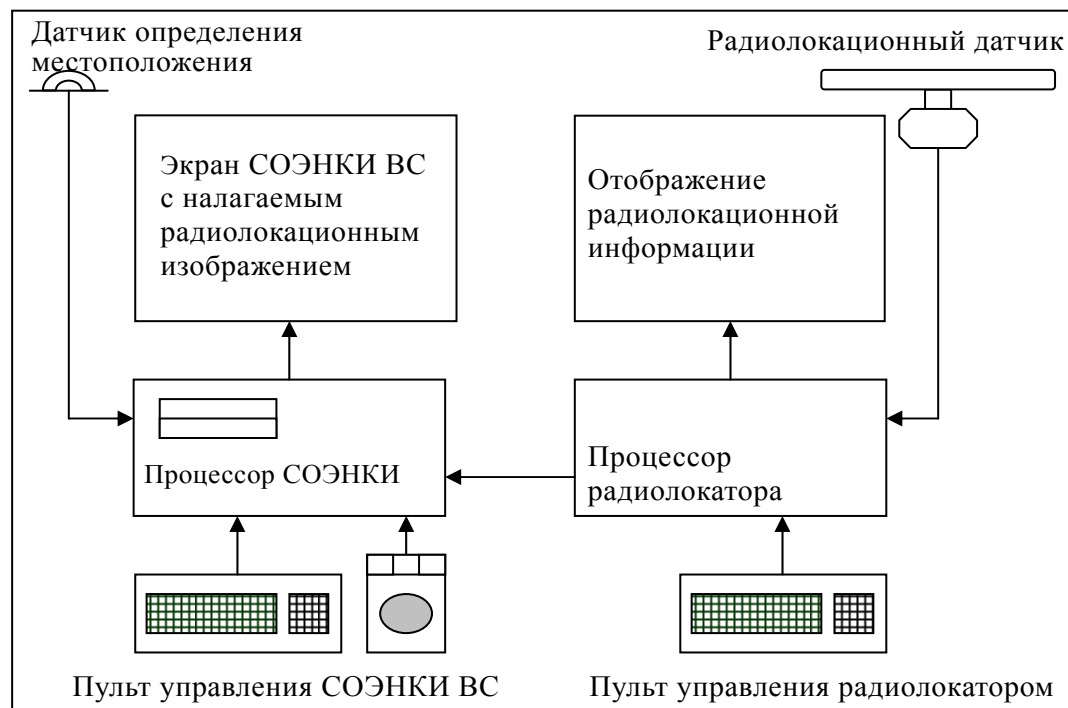 Датчик определения
местоположения
Радиолокационный датчик
Экран СОЭНКИ ВС
с налагаемым
радиолокационным
изображением
Отображение
радиолокационной
информации
Процессор СОЭНКИ
Процессор
радиолокатора
Пульт управления СОЭНКИ ВС
Пульт управления радиолокатором